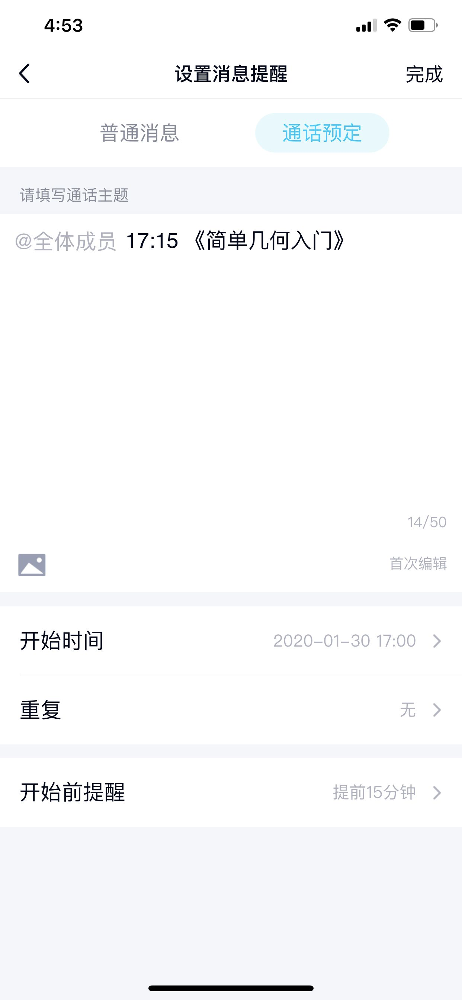 4:53
设置消息提醒 完成
普通消息 通话预定
请填写通话主题
@全体成员 17:15 《简单几何入门》
14/50
首次编辑
开始时间 2020-01-30 17:00
重复 无
开始前提醒 提前15分钟